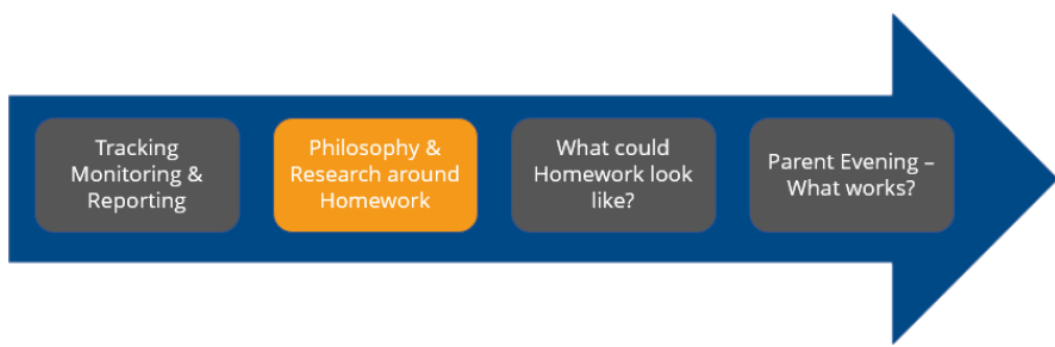 Tracking
Monitoring &
Reporting
Philosophy &
Research around
Homework
What could
Homework look
like?
Parent Evening –
What works?